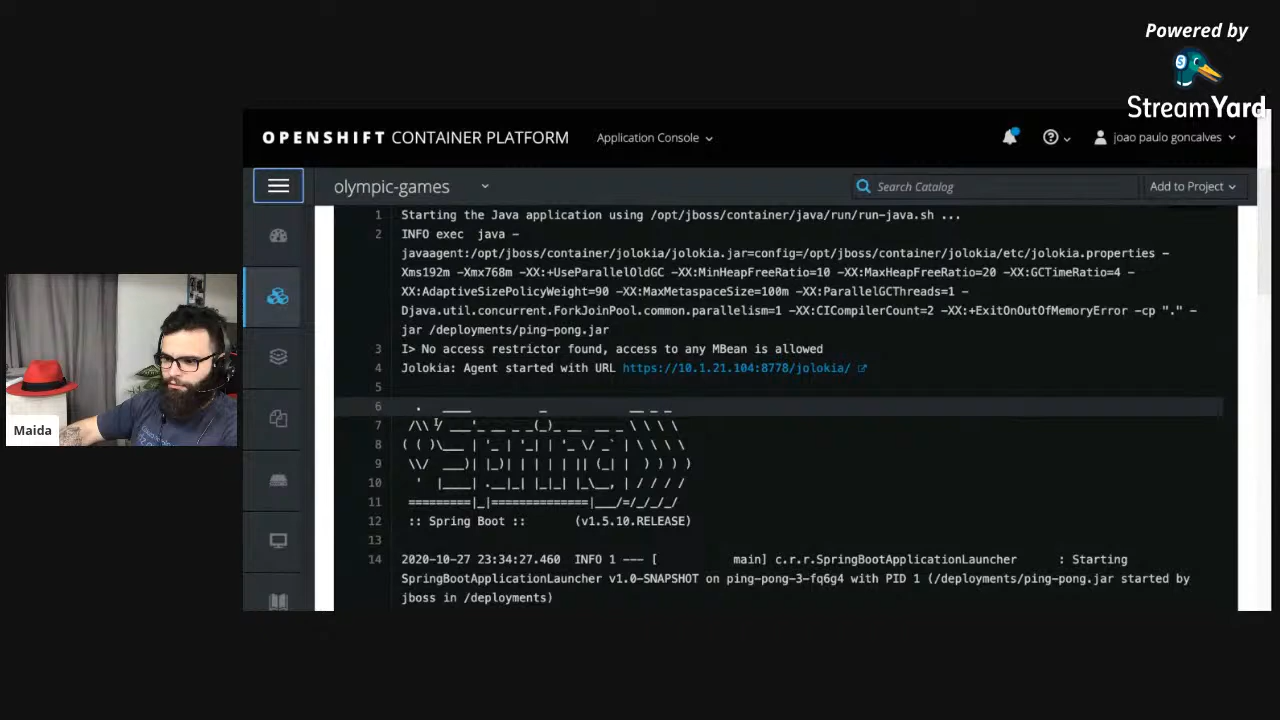 Powered by
StreamYard
OPENSHIFT CONTAINER PLATFORM
Application Console
joao paulo goncalves
olympic-games
Search Catalog
Add to Project
1 Starting the Java application using /opt/jboss/container/java/run/run-java.sh ...
2 INFO exec  java -
javaagent:/opt/jboss/container/jolokia/jolokia.jar=config=/opt/jboss/container/jolokia/etc/jolokia.properties -
Xms192m -Xmx768m -XX:+UseParallelOldGC -XX:MinHeapFreeRatio=10 -XX:MaxHeapFreeRatio=20 -XX:GCTimeRatio=4 -
XX:AdaptiveSizePolicyWeight=90 -XX:MaxMetaspaceSize=100m -XX:ParallelGCThreads=1 -
Djava.util.concurrent.ForkJoinPool.common.parallelism=1 -XX:CICompilerCount=2 -XX:+ExitOnOutOfMemoryError -cp "." -
jar /deployments/ping-pong.jar
3 I> No access restrictor found, access to any MBean is allowed
4 Jolokia: Agent started with URL https://10.1.21.104:8778/jolokia/
5
6
7
8
9
10
11
12 :: Spring Boot ::       (v1.5.10.RELEASE)
13
14 2020-10-27 23:34:27.460  INFO 1 --- [           main] c.r.r.SpringBootApplicationLauncher      : Starting
SpringBootApplicationLauncher v1.0-SNAPSHOT on ping-pong-3-fq6g4 with PID 1 (/deployments/ping-pong.jar started by
jboss in /deployments)
Maida